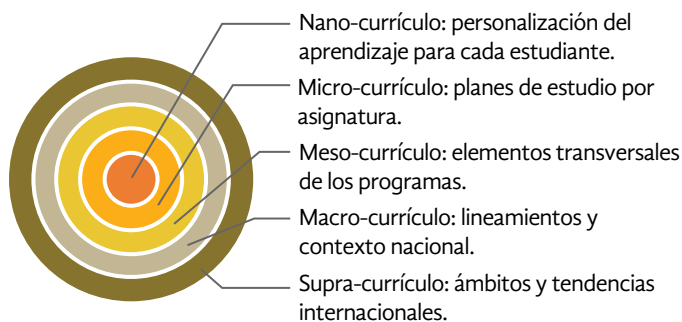 Nano-currículo: personalización del
aprendizaje para cada estudiante.
Micro-currículo: planes de estudio por
asignatura.
Meso-currículo: elementos transversales
de los programas.
Macro-currículo: lineamientos y
contexto nacional.
Supra-currículo: ámbitos y tendencias
internacionales.